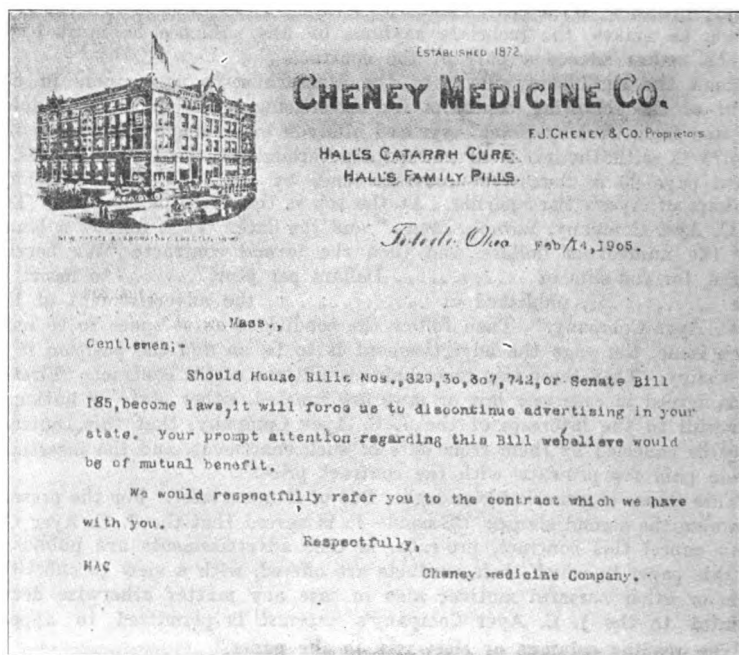 ESTABLISHED 1872.
CHENEY MEDICINE CO.
F.J. CHENEY & CO. Proprietors
HALL'S CATARRH CURE.
HALL'S FAMILY PILLS.
Toledo, Ohio Feb/14,1905.
Mass.,
Gentlemen;-
Should House Bills Nos.,829,30,807,742,or Senate Bill
185,become laws,it will force us to discontinue advertising in your
state. Your prompt attention regarding this Bill webelieve would
be of mutual benefit.
We would respectfully refer you to the contract which we have
with you.
Respectfully,
HAC Cheney Medicine Company.